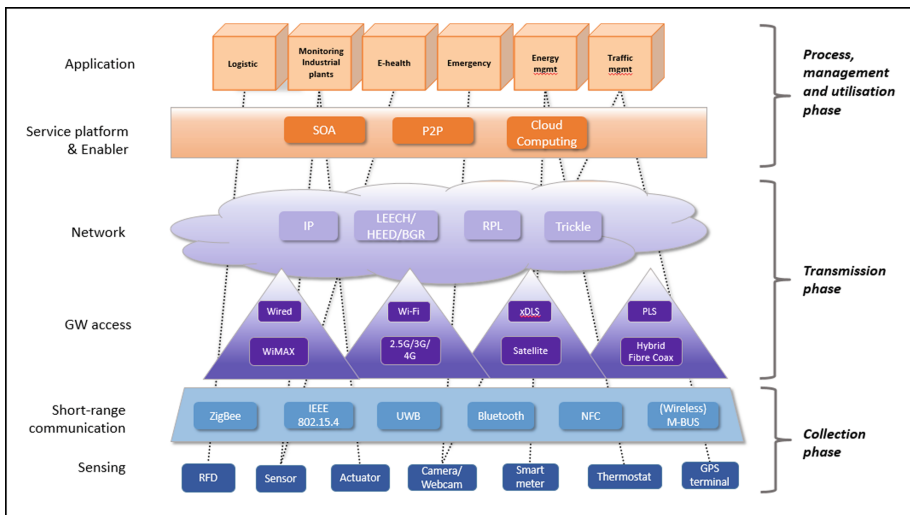 Application
Logistic
Monitoring
Industrial
plants
E-health
Emergency
Energy
mgmt
Traffic
mgmt
Process,
management
and utilisation
phase
Service platform
& Enabler
SOA
P2P
Cloud
Computing
Network
IP
LEECH/
HEED/BGR
RPL
Trickle
Transmission
phase
GW access
Wired
WiMAX
Wi-Fi
2.5G/3G/
4G
xDLS
Satellite
PLS
Hybrid
Fibre Coax
Short-range
communication
ZigBee
IEEE
802.15.4
UWB
Bluetooth
NFC
(Wireless)
M-BUS
Collection
phase
Sensing
RFD
Sensor
Actuator
Camera/
Webcam
Smart
meter
Thermostat
GPS
terminal